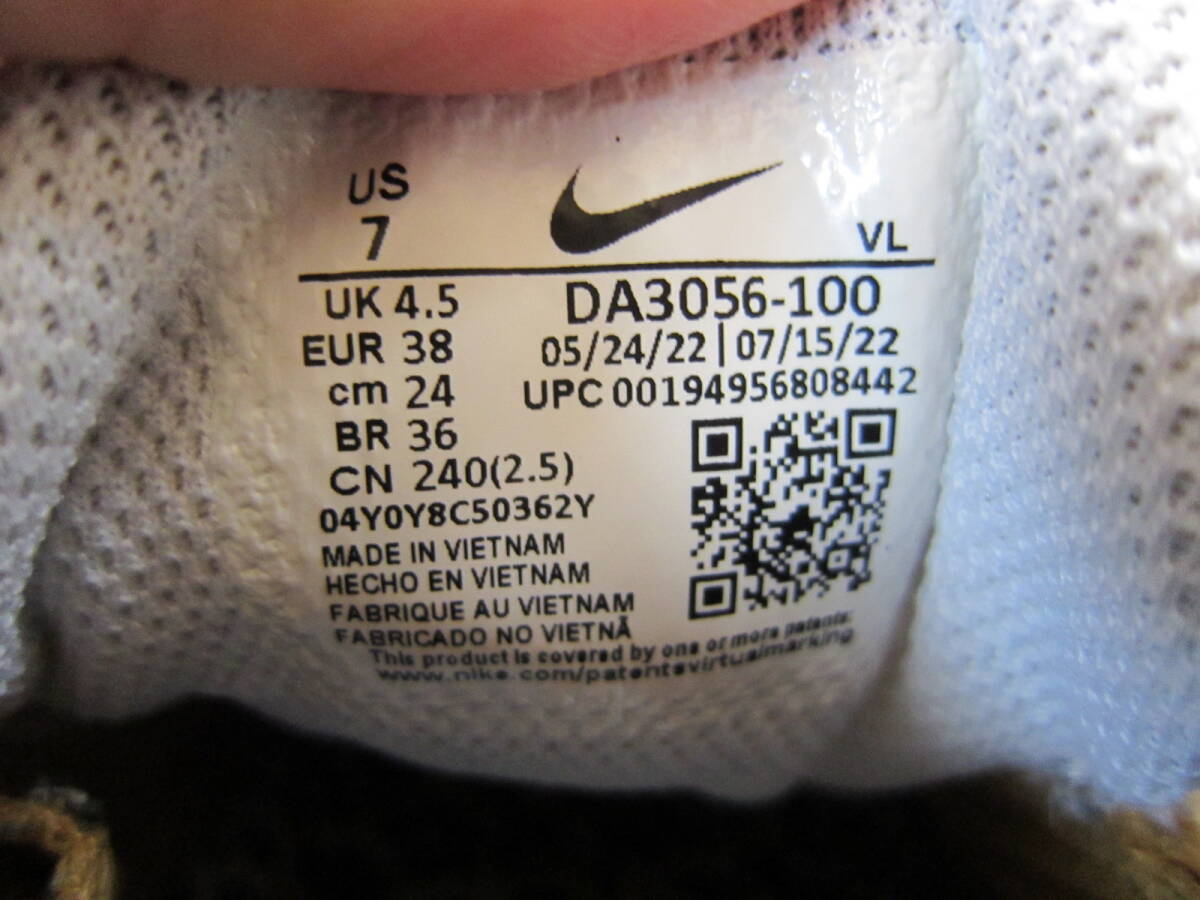 US
7
VL
UK 4.5
EUR 38
cm 24
BR 36
CN 240(2.5)
DA3056-100
05/24/22|07/15/22
UPC 00194956808442
04Y0Y8C50362Y
MADE IN VIETNAM
HECHO EN VIETNAM
FABRIQUE AU VIETNAM
FABRICADO NO VIETNÃ
This product is covered by one or more patents:
www.nike.com/patentsvirtualmarking